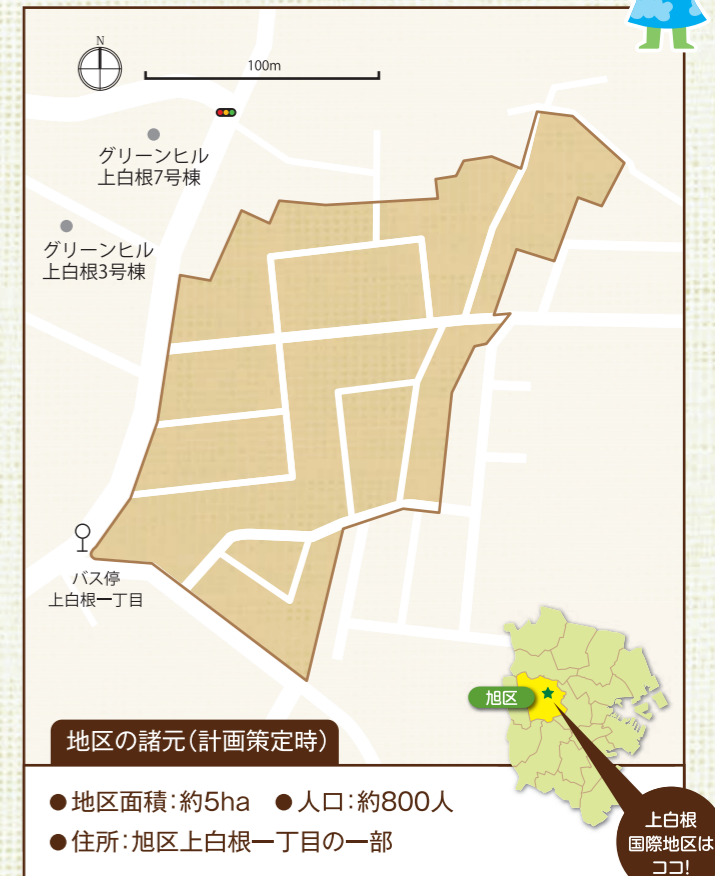 N
100m
グリーンヒル
上白根7号棟
グリーンヒル
上白根3号棟
バス停
上白根一丁目
旭区
地区の諸元(計画策定時)
●地区面積:約5ha ●人口:約800人
●住所:旭区上白根一丁目の一部
上白根
国際地区は
ココ!